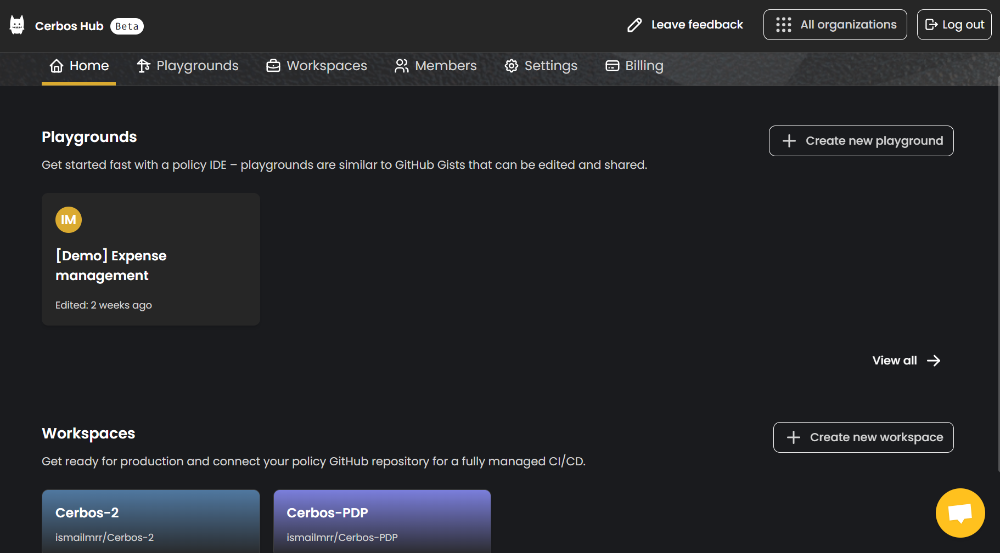 Cerbos Hub Beta
Leave feedback
All organizations
Log out
Home
Playgrounds
Workspaces
Members
Settings
Billing
Playgrounds
Create new playground
Get started fast with a policy IDE – playgrounds are similar to GitHub Gists that can be edited and shared.
IM
[Demo] Expense
management
Edited: 2 weeks ago
View all
Workspaces
Create new workspace
Get ready for production and connect your policy GitHub repository for a fully managed CI/CD.
Cerbos-2
ismailmrr/Cerbos-2
Cerbos-PDP
ismailmrr/Cerbos-PDP